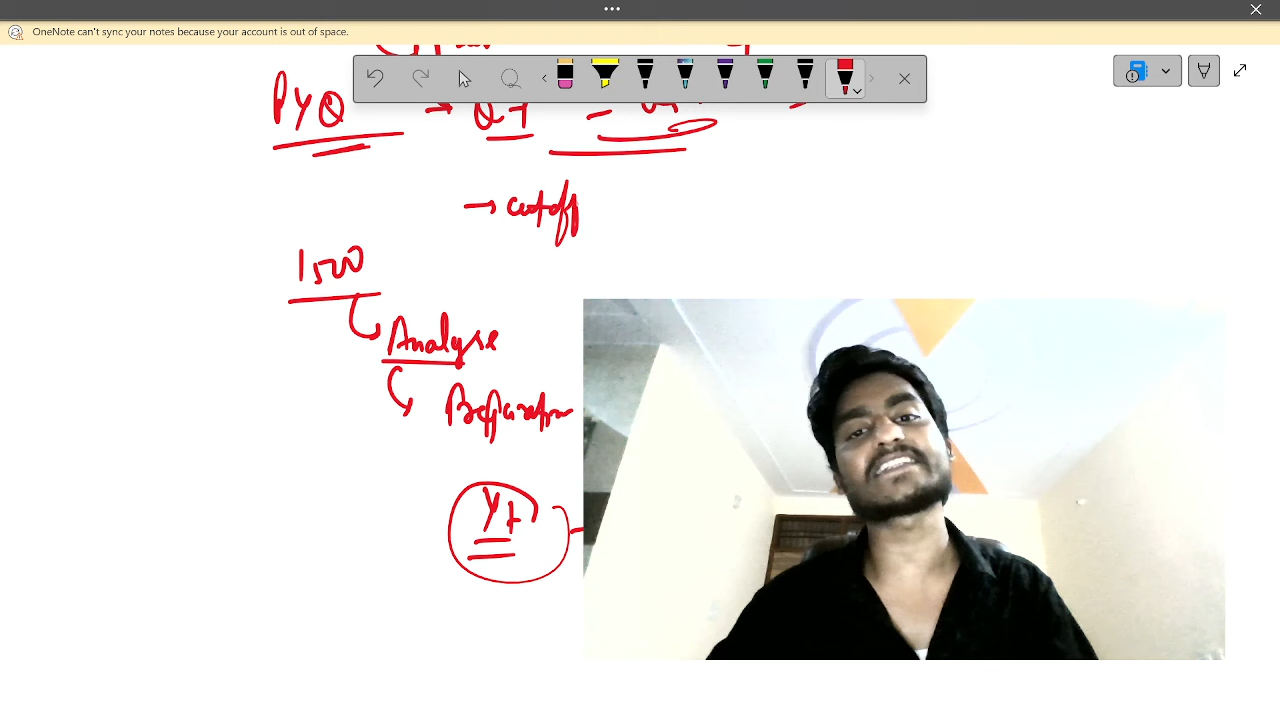 OneNote can't sync your notes because your account is out of space.
PYQ →
→ cutoff
1500
Analyse
Yt